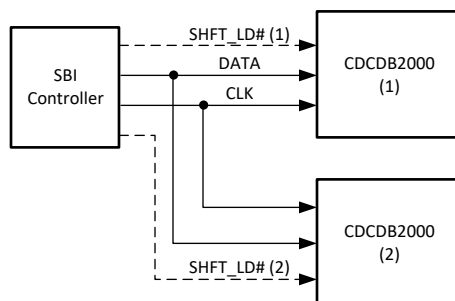 SHFT_LD# (1)
SBI
Controller
DATA
CLK
CDCDB2000
(1)
CDCDB2000
(2)
SHFT_LD# (2)